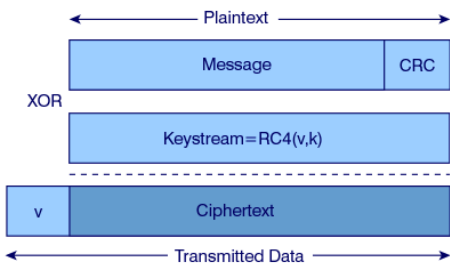 Plaintext
Message CRC
XOR
Keystream=RC4(v,k)
v Ciphertext
Transmitted Data